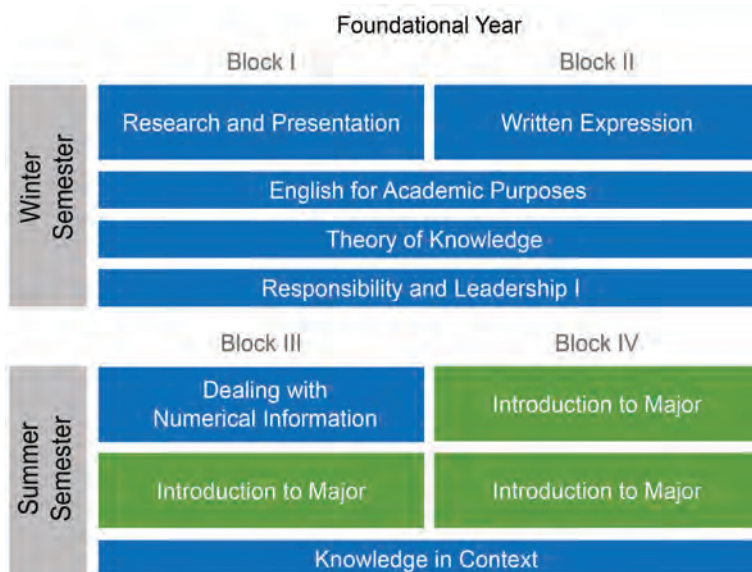 Foundational Year
Block I
Block II
Winter
Semester
Research and Presentation
Written Expression
English for Academic Purposes
Theory of Knowledge
Responsibility and Leadership I
Block III
Block IV
Summer
Semester
Dealing with
Numerical Information
Introduction to Major
Introduction to Major
Introduction to Major
Knowledge in Context